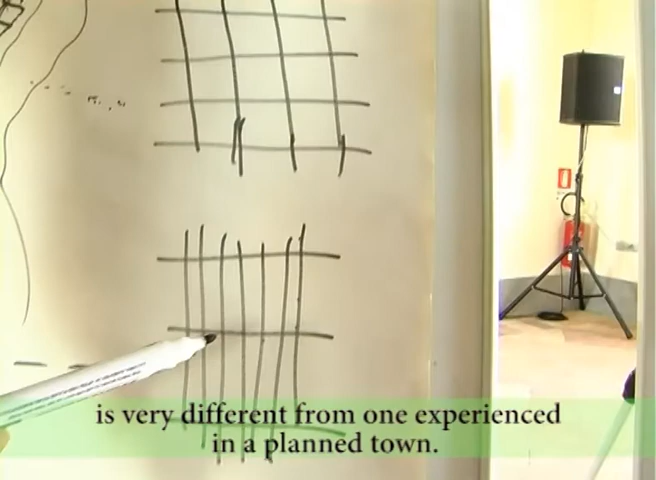 is very different from one experienced
in a planned town.